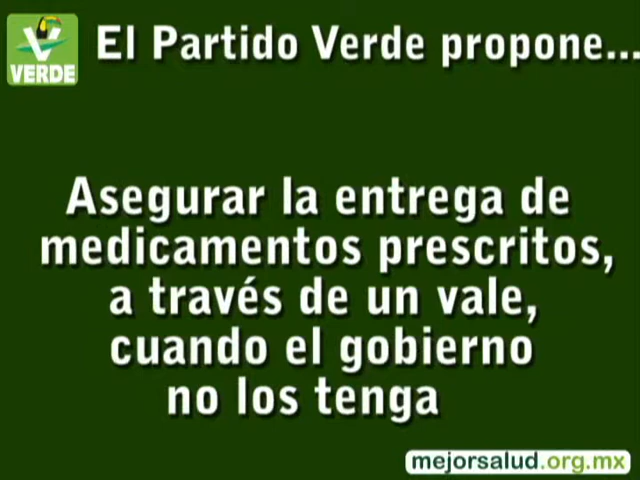 VERDE
El Partido Verde propone...
Asegurar la entrega de
medicamentos prescritos,
a través de un vale,
cuando el gobierno
no los tenga
mejorsalud.org.mx